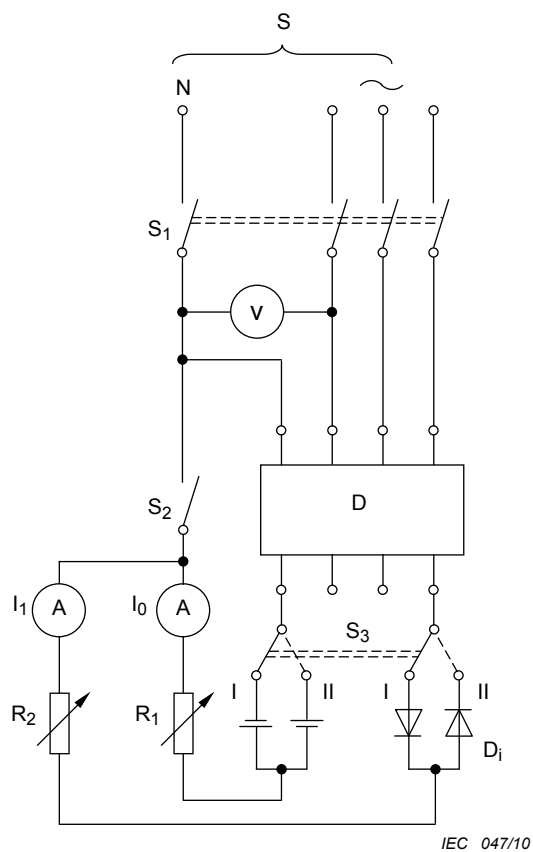 S
N
S1
V
S2
D
I1 A I0 A
S3
I II I II
R2 R1
Di
IEC 047/10